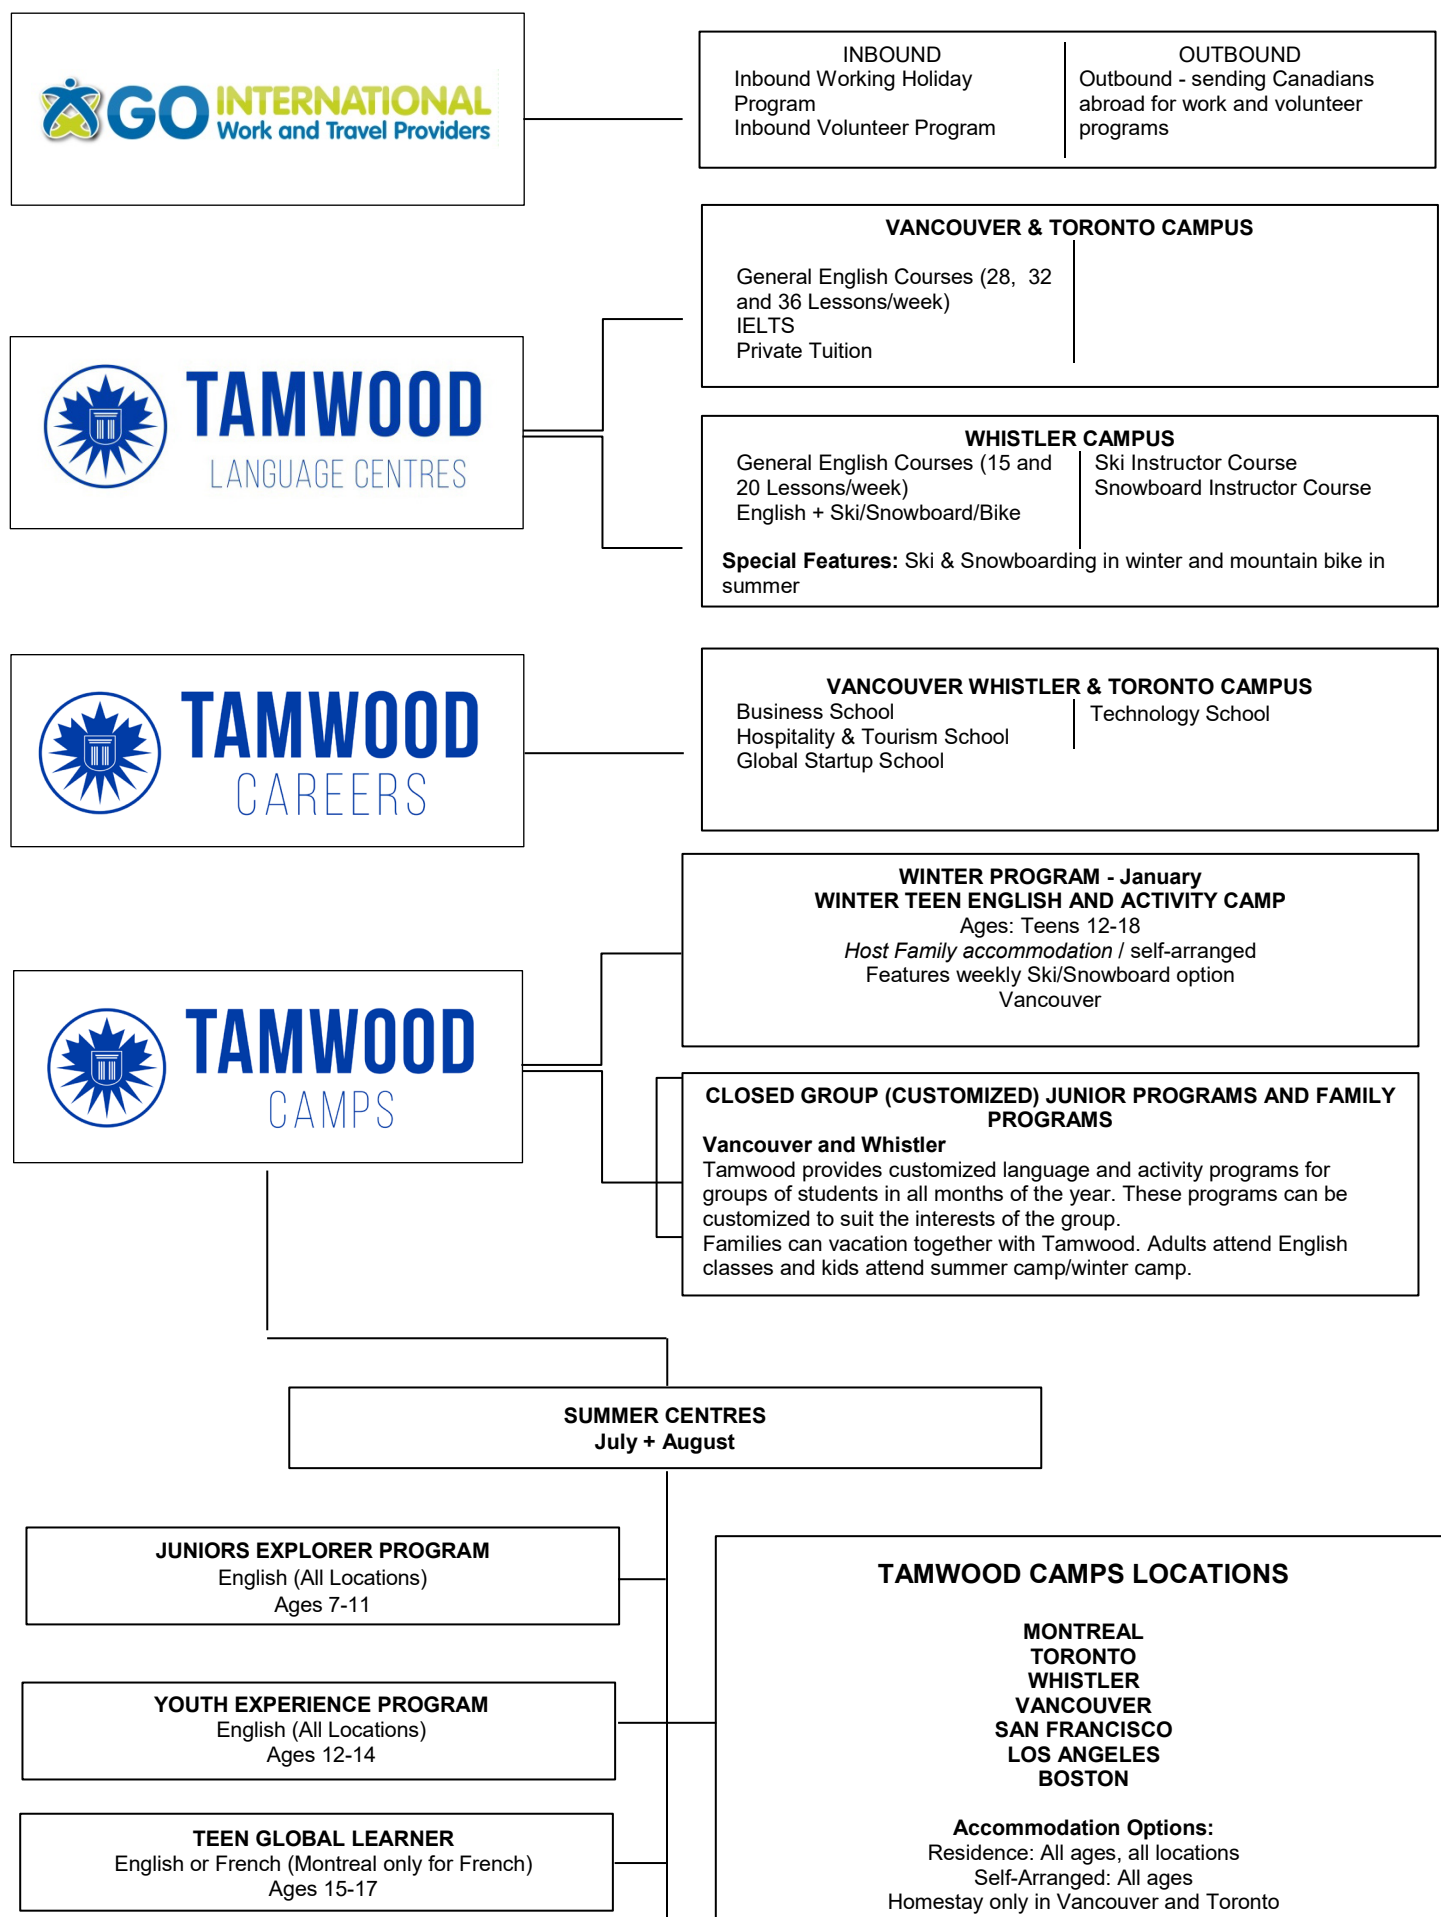 GO INTERNATIONAL
Work and Travel Providers
INBOUND
Inbound Working Holiday
Program
Inbound Volunteer Program
OUTBOUND
Outbound - sending Canadians
abroad for work and volunteer
programs
VANCOUVER & TORONTO CAMPUS
General English Courses (28, 32
and 36 Lessons/week)
IELTS
Private Tuition
TAMWOOD
LANGUAGE CENTRES
WHISTLER CAMPUS
General English Courses (15 and
20 Lessons/week)
English + Ski/Snowboard/Bike
Ski Instructor Course
Snowboard Instructor Course
Special Features: Ski & Snowboarding in winter and mountain bike in
summer
TAMWOOD
CAREERS
VANCOUVER WHISTLER & TORONTO CAMPUS
Business School
Hospitality & Tourism School
Global Startup School
Technology School
WINTER PROGRAM - January
WINTER TEEN ENGLISH AND ACTIVITY CAMP
Ages: Teens 12-18
Host Family accommodation / self-arranged
Features weekly Ski/Snowboard option
Vancouver
TAMWOOD
CAMPS
CLOSED GROUP (CUSTOMIZED) JUNIOR PROGRAMS AND FAMILY
PROGRAMS
Vancouver and Whistler
Tamwood provides customized language and activity programs for
groups of students in all months of the year. These programs can be
customized to suit the interests of the group.
Families can vacation together with Tamwood. Adults attend English
classes and kids attend summer camp/winter camp.
SUMMER CENTRES
July + August
JUNIORS EXPLORER PROGRAM
English (All Locations)
Ages 7-11
YOUTH EXPERIENCE PROGRAM
English (All Locations)
Ages 12-14
TEEN GLOBAL LEARNER
English or French (Montreal only for French)
Ages 15-17
TAMWOOD CAMPS LOCATIONS
MONTREAL
TORONTO
WHISTLER
VANCOUVER
SAN FRANCISCO
LOS ANGELES
BOSTON
Accommodation Options:
Residence: All ages, all locations
Self-Arranged: All ages
Homestay only in Vancouver and Toronto